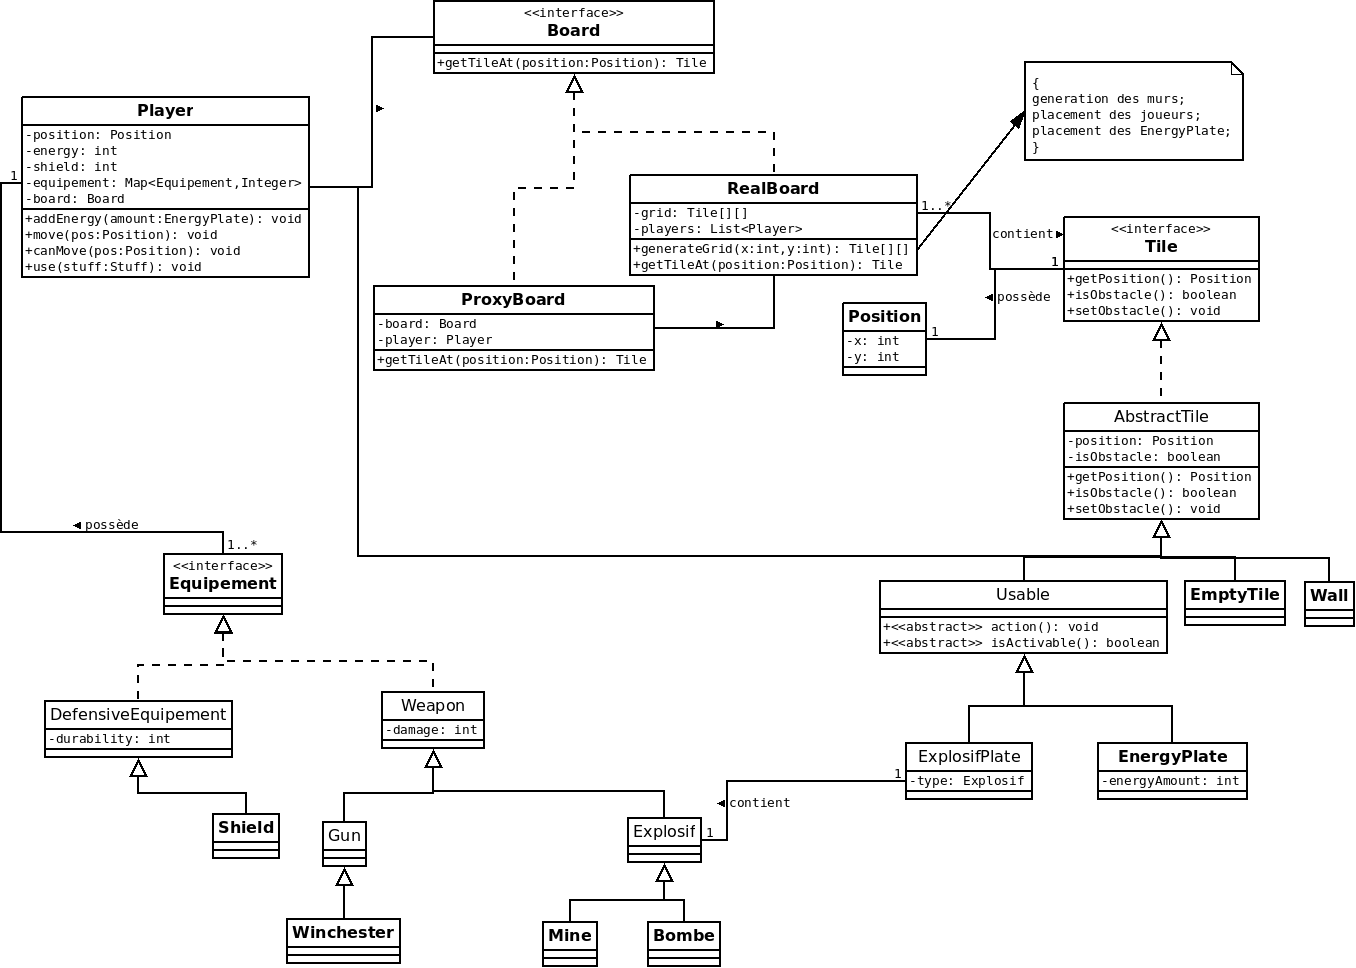 <<interface>>
Board
+getTileAt(position:Position): Tile
Player
-position: Position
-energy: int
-shield: int
-equipement: Map<Equipement,Integer>
-board: Board
+addEnergy(amount:EnergyPlate): void
+move(pos:Position): void
+canMove(pos:Position): void
+use(stuff:Stuff): void
1
{
generation des murs;
placement des joueurs;
placement des EnergyPlate;
}
RealBoard
-grid: Tile[][]
-players: List<Player>
+generateGrid(x:int,y:int): Tile[][]
+getTileAt(position:Position): Tile
1..*
contient
1
<<interface>>
Tile
+getPosition(): Position
+isObstacle(): boolean
+setObstacle(): void
possède
1
Position
-x: int
-y: int
ProxyBoard
-board: Board
-player: Player
+getTileAt(position:Position): Tile
AbstractTile
-position: Position
-isObstacle: boolean
+getPosition(): Position
+isObstacle(): boolean
+setObstacle(): void
possède
1..*
<<interface>>
Equipement
Usable
+<<abstract>> action(): void
+<<abstract>> isActivable(): boolean
EmptyTile
Wall
DefensiveEquipement
-durability: int
Weapon
-damage: int
ExplosifPlate
-type: Explosif
1
EnergyPlate
-energyAmount: int
contient
1
Shield
Gun
Explosif
Winchester
Mine
Bombe